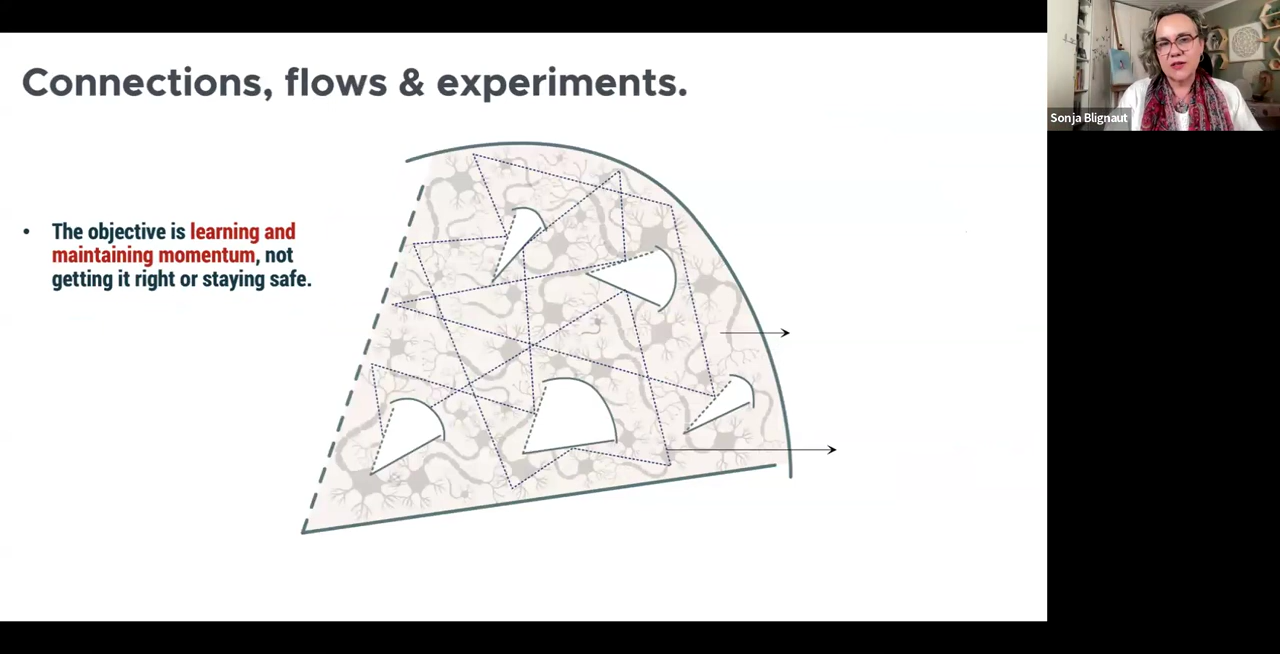 Connections, flows & experiments.
• The objective is learning and
maintaining momentum, not
getting it right or staying safe.
Sonja Blignaut